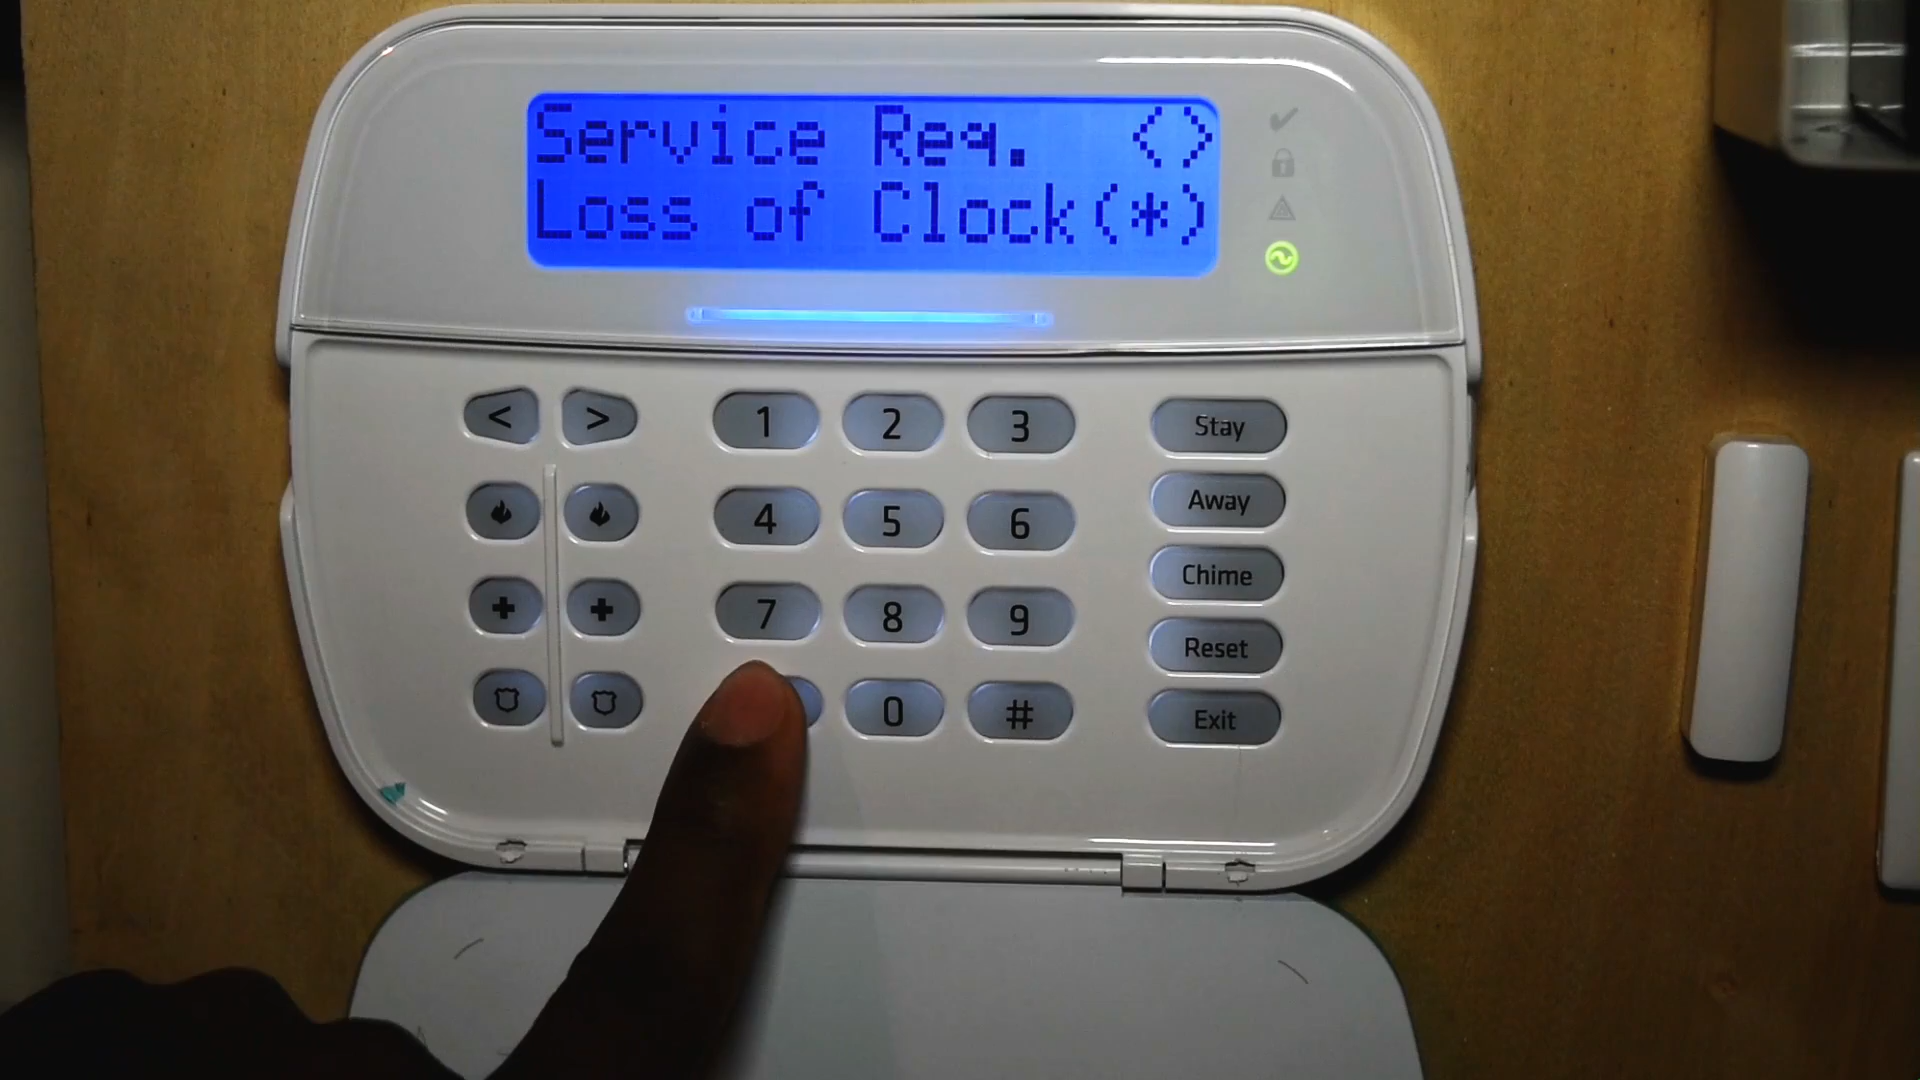 Service Req. <>
Loss of Clock(*)
< > 1 2 3 Stay
4 5 6 Away
7 8 9 Chime
Reset
0 # Exit